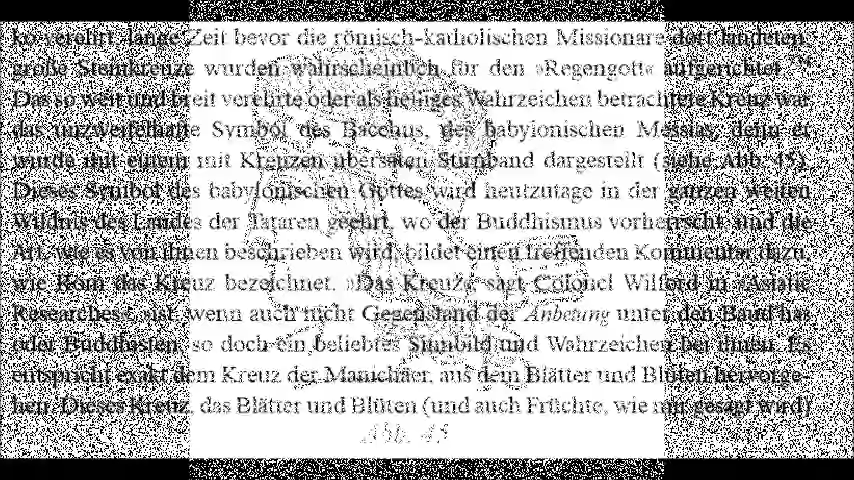 ko verehrt, lange Zeit bevor die römisch-katholischen Missionare dort landeten;
große Steinkreuze wurden wahrscheinlich für den »Regengott« aufgerichtet.
Das so weit und breit verehrte oder als heiliges Wahrzeichen betrachtete Kreuz war
das unzweifelhafte Symbol des Bacchus, des babylonischen Messias, denn er
wurde mit einem mit Kreuzen übersäten Stirnband dargestellt (siehe Abb. 45).
Dieses Symbol des babylonischen Gottes wird heutzutage in der ganzen weiten
Wildnis des Landes der Tataren geehrt, wo der Buddhismus vorherrscht, und die
Art, wie es von ihnen beschrieben wird, bildet einen treffenden Kommentar dazu,
wie Rom das Kreuz bezeichnet. »Das Kreuz«, sagt Colonel Wilford in »Asiatic
Researches«, »ist, wenn auch nicht Gegenstand der Anbetung unter den Baud'has
oder Buddhisten, so doch ein beliebtes Sinnbild und Wahrzeichen bei ihnen. Es
entspricht exakt dem Kreuz der Manichäer, aus dem Blätter und Blüten hervorge-
hen. Dieses Kreuz, das Blätter und Blüten (und auch Früchte, wie mir gesagt wird)
Abb. 45